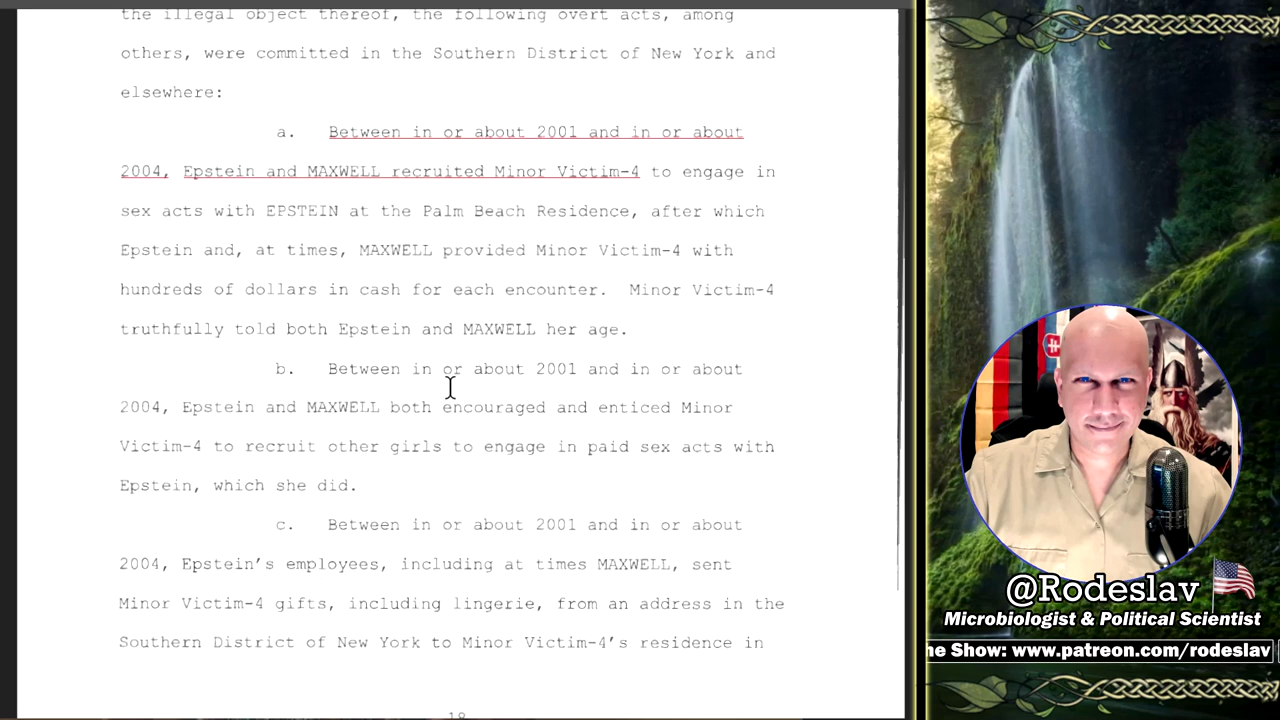 the illegal object thereof, the following overt acts, among
others, were committed in the Southern District of New York and
elsewhere:
a. Between in or about 2001 and in or about
2004, Epstein and MAXWELL recruited Minor Victim-4 to engage in
sex acts with EPSTEIN at the Palm Beach Residence, after which
Epstein and, at times, MAXWELL provided Minor Victim-4 with
hundreds of dollars in cash for each encounter. Minor Victim-4
truthfully told both Epstein and MAXWELL her age.
b. Between in or about 2001 and in or about
2004, Epstein and MAXWELL both encouraged and enticed Minor
Victim-4 to recruit other girls to engage in paid sex acts with
Epstein, which she did.
c. Between in or about 2001 and in or about
2004, Epstein's employees, including at times MAXWELL, sent
Minor Victim-4 gifts, including lingerie, from an address in the
Southern District of New York to Minor Victim-4's residence in
@Rodeslav
Microbiologist & Political Scientist
he Show: www.patreon.com/rodeslav